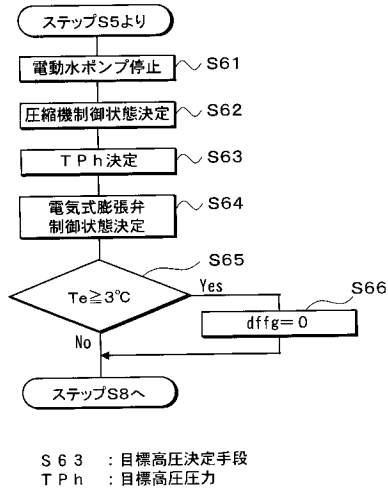 ステップS5より
電動水ポンプ停止
S61
圧縮機制御状態決定
S62
TPh決定
S63
電気式膨張弁
制御状態決定
S64
Te≧3℃
S65
Yes
dffg=0
S66
No
ステップS8へ
S63 :目標高圧決定手段
TPh :目標高圧圧力